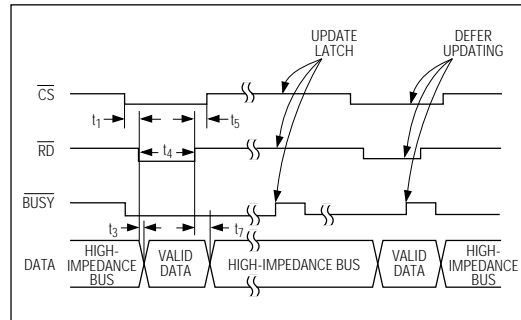 UPDATE
LATCH
DEFER
UPDATING
CS
t1
t5
RD
t4
BUSY
t3
t7
DATA
HIGH-
IMPEDANCE
BUS
VALID
DATA
HIGH-IMPEDANCE BUS
VALID
DATA
HIGH-
IMPEDANCE
BUS